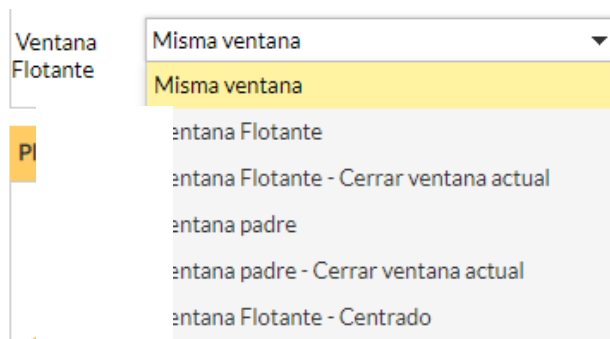 Ventana
Flotante
Misma ventana
Misma ventana
entana Flotante
entana Flotante - Cerrar ventana actual
entana padre
entana padre - Cerrar ventana actual
entana Flotante - Centrado